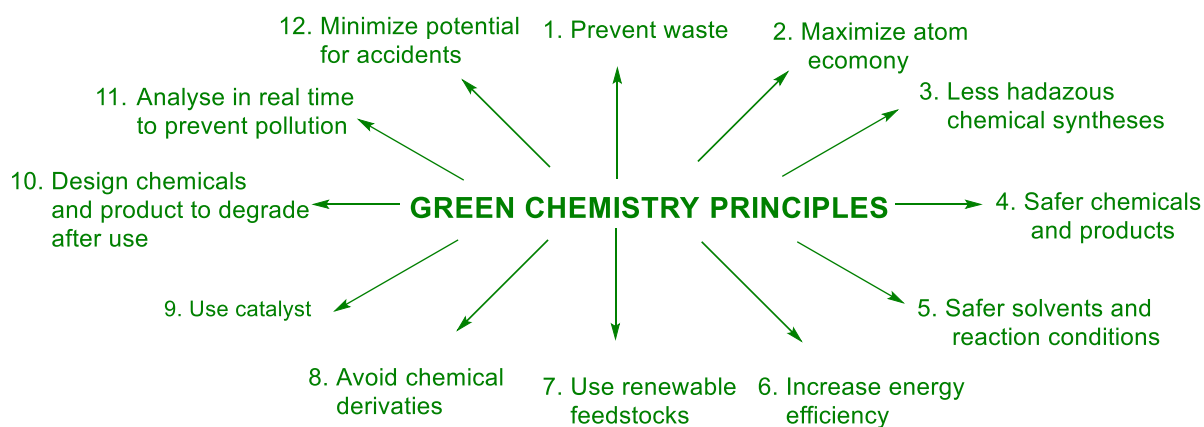 12. Minimize potential
for accidents
1. Prevent waste
2. Maximize atom
ecomony
3. Less hadazous
chemical syntheses
11. Analyse in real time
to prevent pollution
10. Design chemicals
and product to degrade
after use
GREEN CHEMISTRY PRINCIPLES
4. Safer chemicals
and products
9. Use catalyst
5. Safer solvents and
reaction conditions
8. Avoid chemical
derivaties
7. Use renewable
feedstocks
6. Increase energy
efficiency